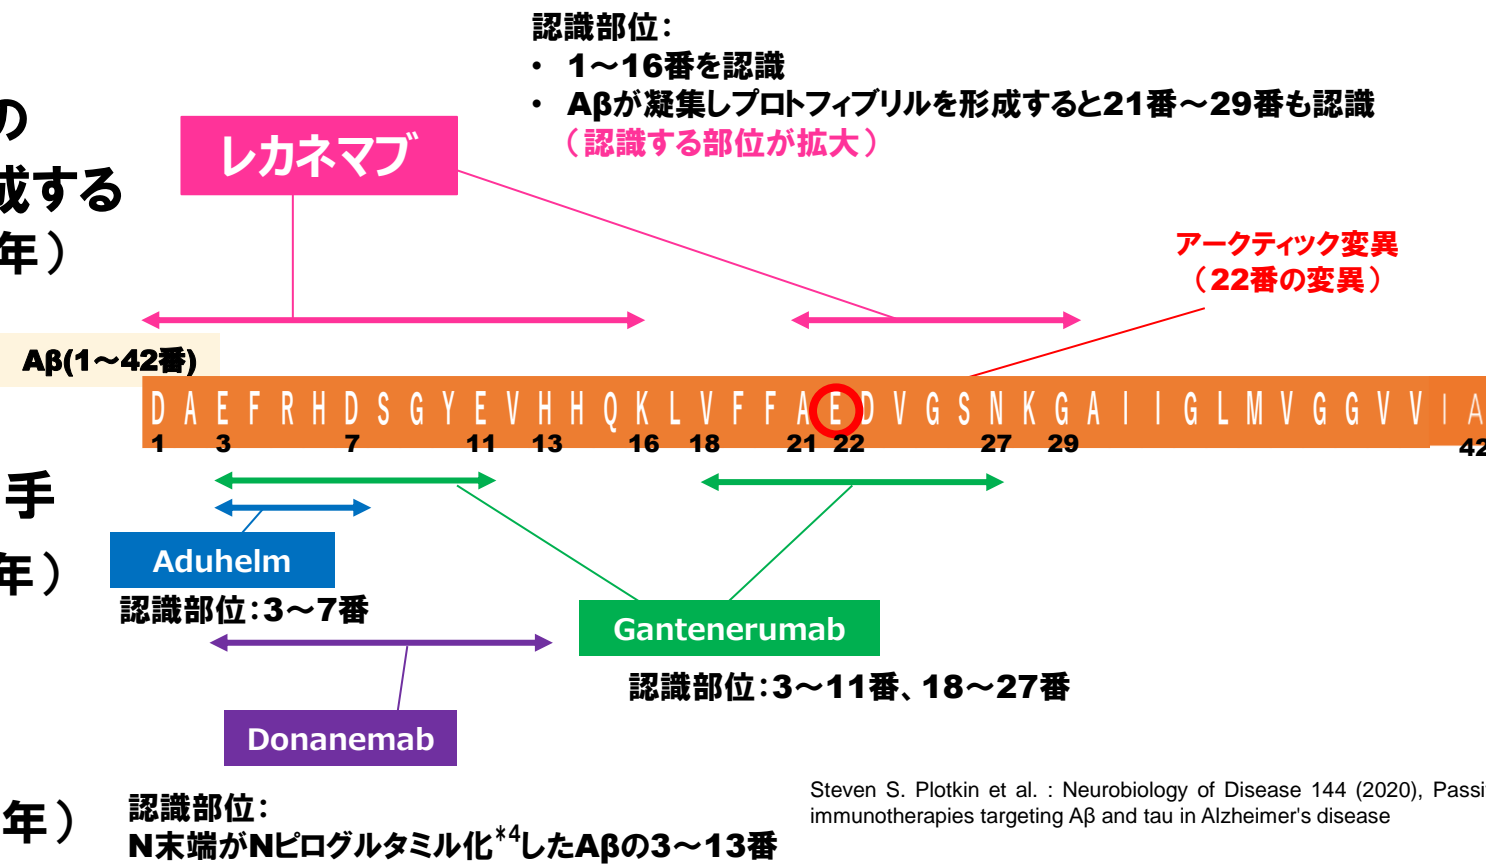 認識部位:
・ 1～16番を認識
・ Aβが凝集しプロトフィブリルを形成すると21番～29番も認識
（認識する部位が拡大）
の
成する
年）
レカネマブ
アークティック変異
（22番の変異）
Aβ(1～42番)
D A E F R H D S G Y E V H H Q K L V F F A E D V G S N K G A I I G L M V G G V V I A
1 3 7 11 13 16 18 21 22 27 29 42
手
年）
Aduhelm
認識部位：3～7番
Gantenerumab
認識部位：3～11番、18～27番
Donanemab
年）
認識部位：
N末端がNピログルタミル化*4したAβの3～13番
Steven S. Plotkin et al. : Neurobiology of Disease 144 (2020), Passi
immunotherapies targeting Aβ and tau in Alzheimer's disease